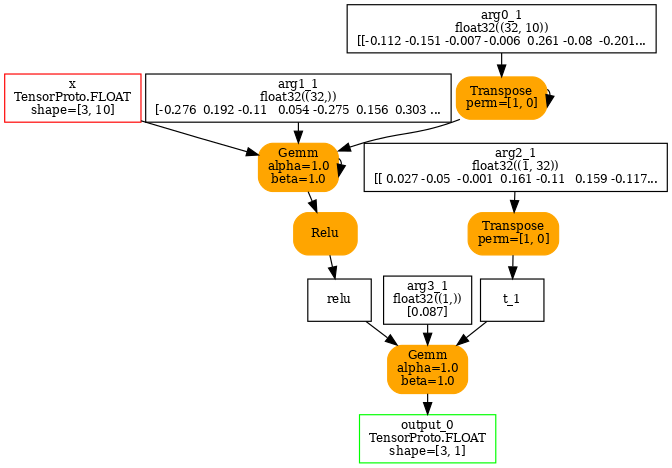 arg0_1
float32((32, 10))
[[-0.112 -0.151 -0.007 -0.006  0.261 -0.08  -0.201...
x
TensorProto.FLOAT
shape=[3, 10]
arg1_1
float32((32,))
[-0.276  0.192 -0.11   0.054 -0.275  0.156  0.303 ...
Transpose
perm=[1, 0]
Gemm
alpha=1.0
beta=1.0
arg2_1
float32((1, 32))
[[ 0.027 -0.05  -0.001  0.161 -0.11   0.159 -0.117...
Relu
Transpose
perm=[1, 0]
relu
arg3_1
float32((1,))
[0.087]
t_1
Gemm
alpha=1.0
beta=1.0
output_0
TensorProto.FLOAT
shape=[3, 1]